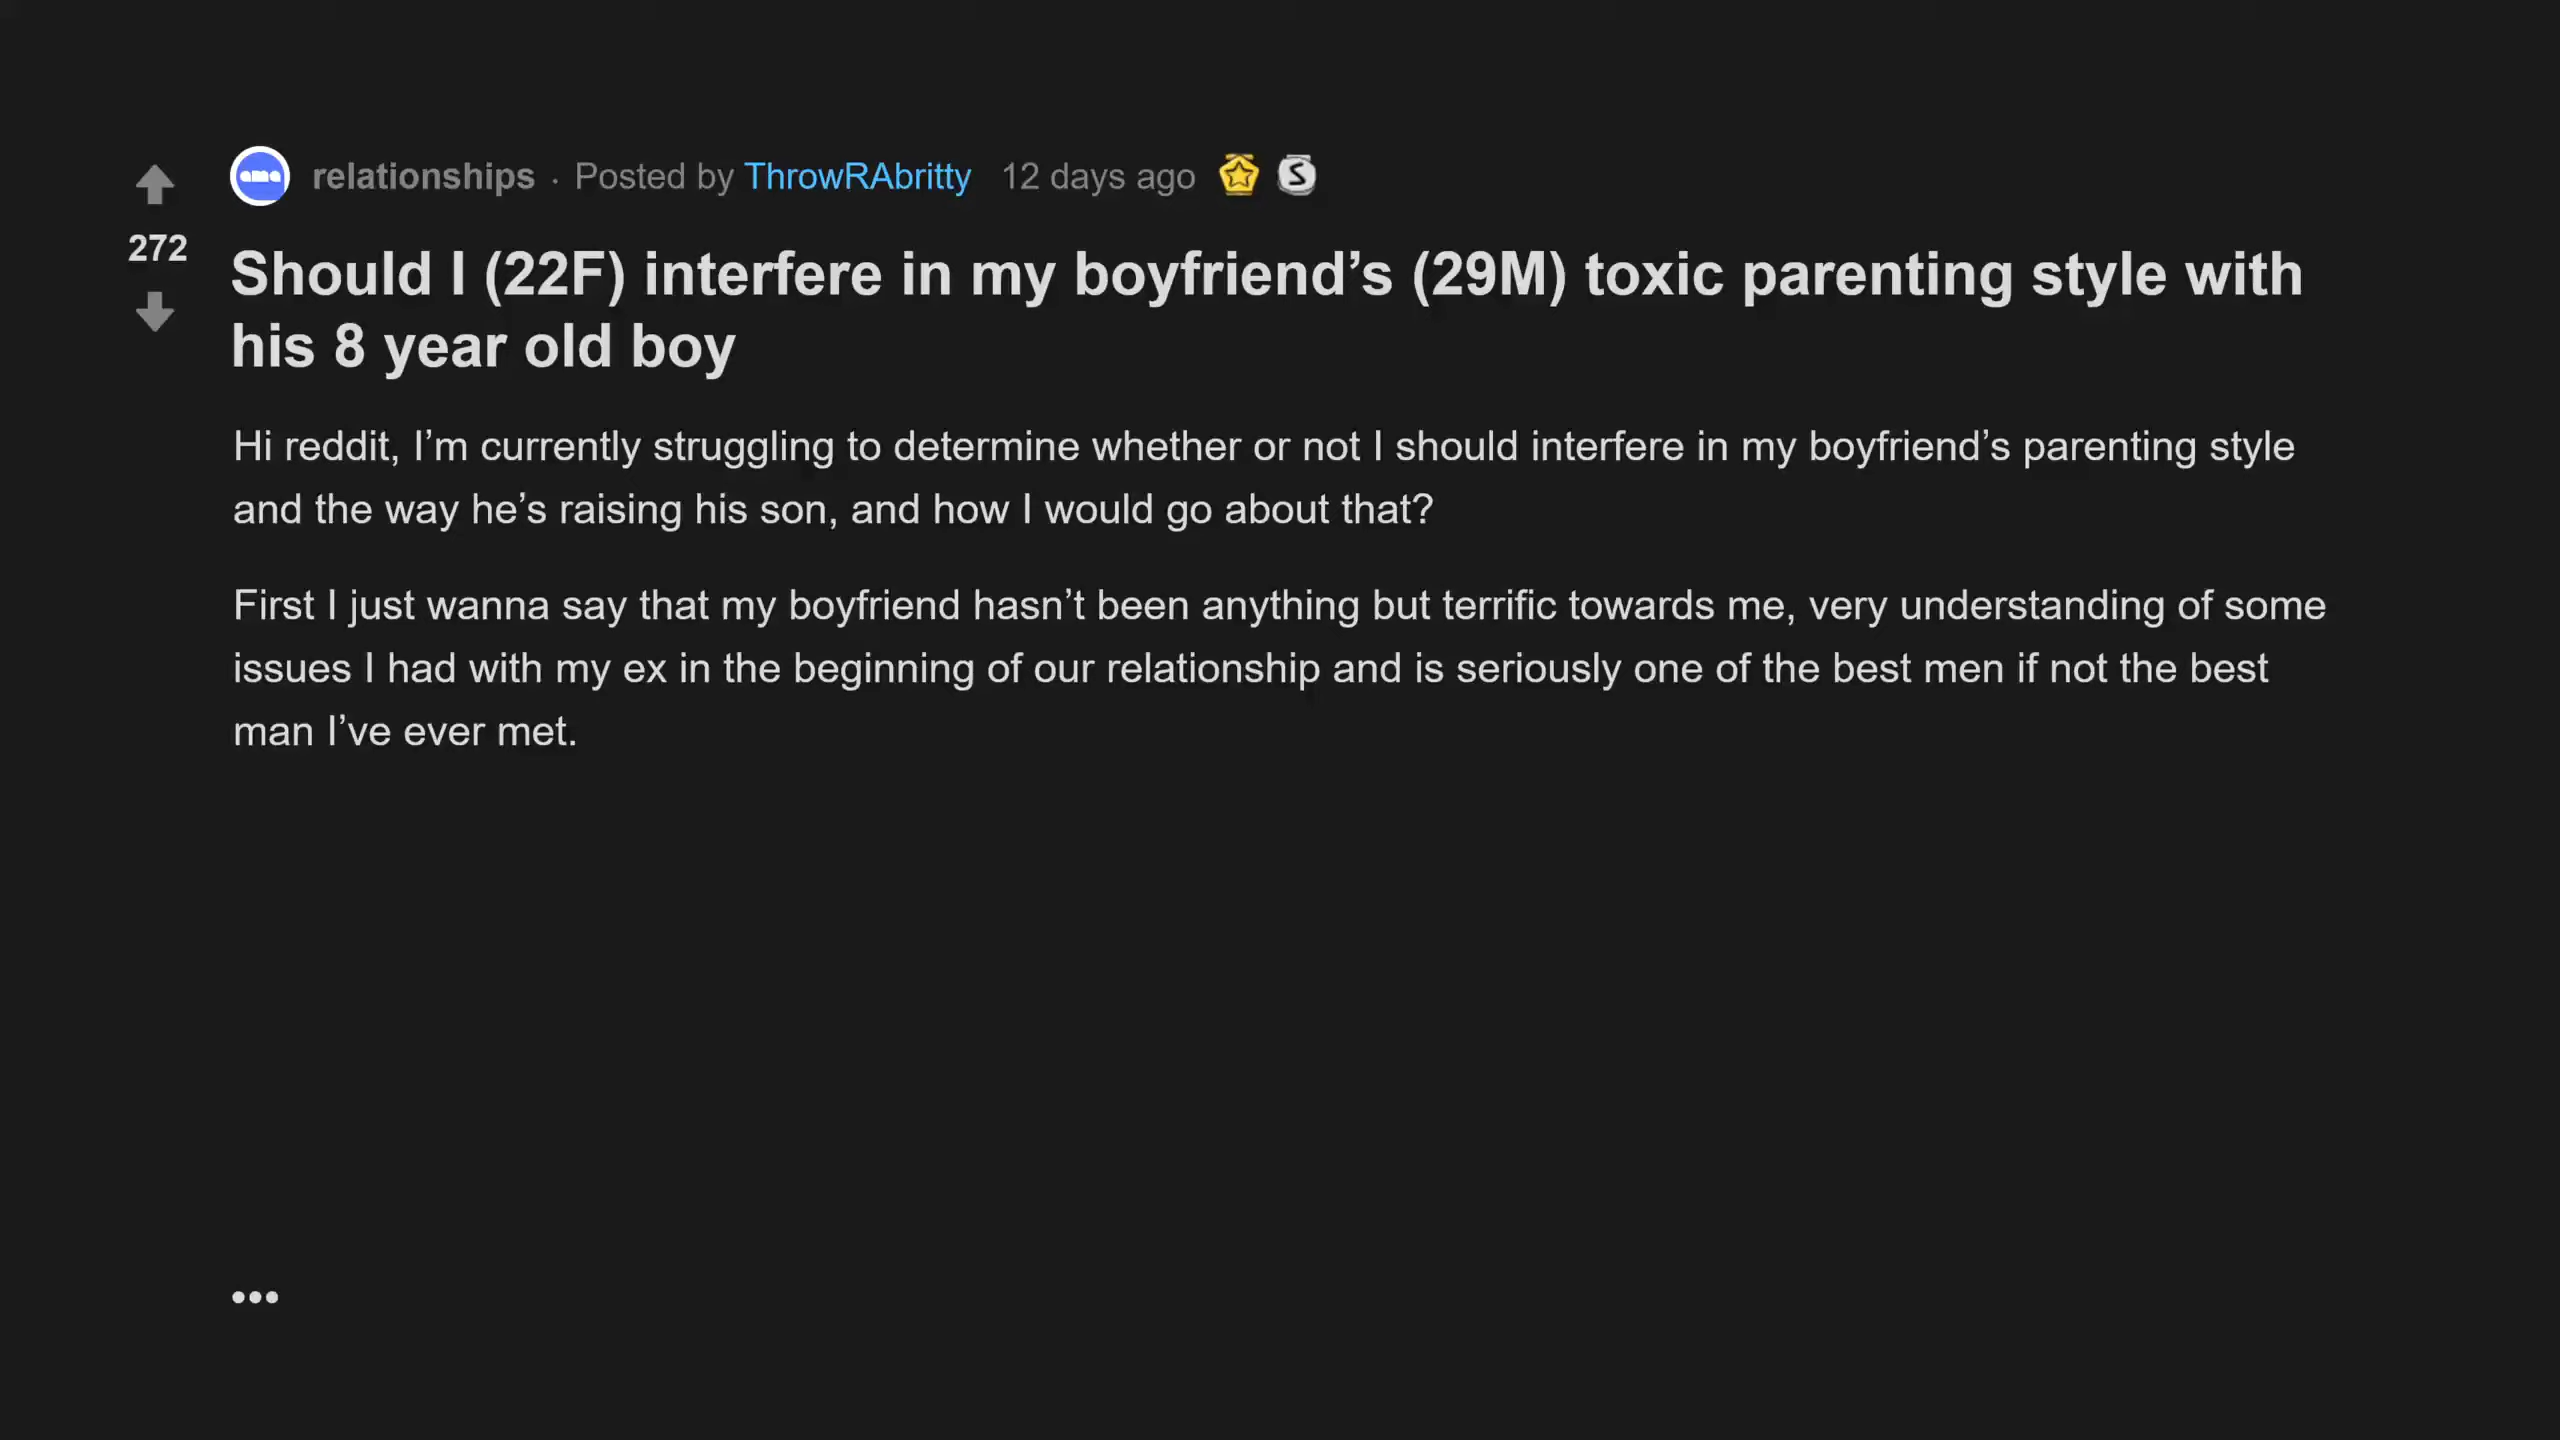 relationships · Posted by ThrowRAbritty 12 days ago
272
Should I (22F) interfere in my boyfriend’s (29M) toxic parenting style with
his 8 year old boy
Hi reddit, I’m currently struggling to determine whether or not I should interfere in my boyfriend’s parenting style
and the way he’s raising his son, and how I would go about that?
First I just wanna say that my boyfriend hasn’t been anything but terrific towards me, very understanding of some
issues I had with my ex in the beginning of our relationship and is seriously one of the best men if not the best
man I’ve ever met.
•••